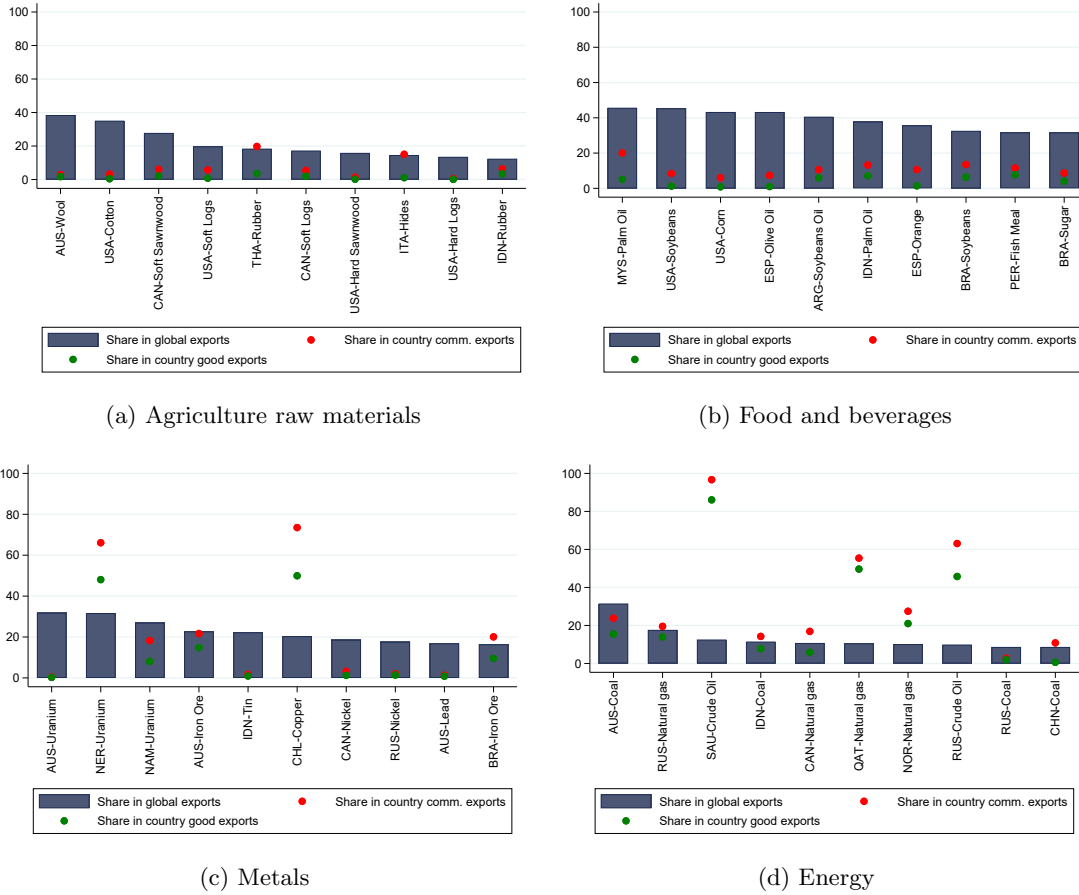 100
80
60
40
20
0
AUS-Wool
USA-Cotton
CAN-Soft Sawnwood
USA-Soft Logs
THA-Rubber
CAN-Soft Logs
USA-Hard Sawnwood
ITA-Hides
USA-Hard Logs
IDN-Rubber
Share in global exports
Share in country comm. exports
Share in country good exports
(a) Agriculture raw materials
100
80
60
40
20
0
MYS-Palm Oil
USA-Soybeans
USA-Corn
ESP-Olive Oil
ARG-Soybeans Oil
IDN-Palm Oil
ESP-Orange
BRA-Soybeans
PER-Fish Meal
BRA-Sugar
Share in global exports
Share in country comm. exports
Share in country good exports
(b) Food and beverages
100
80
60
40
20
0
AUS-Uranium
NER-Uranium
NAM-Uranium
AUS-Iron Ore
IDN-Tin
CHL-Copper
CAN-Nickel
RUS-Nickel
AUS-Lead
BRA-Iron Ore
Share in global exports
Share in country comm. exports
Share in country good exports
(c) Metals
100
80
60
40
20
0
AUS-Coal
RUS-Natural gas
SAU-Crude Oil
IDN-Coal
CAN-Natural gas
QAT-Natural gas
NOR-Natural gas
RUS-Crude Oil
RUS-Coal
CHN-Coal
Share in global exports
Share in country comm. exports
Share in country good exports
(d) Energy